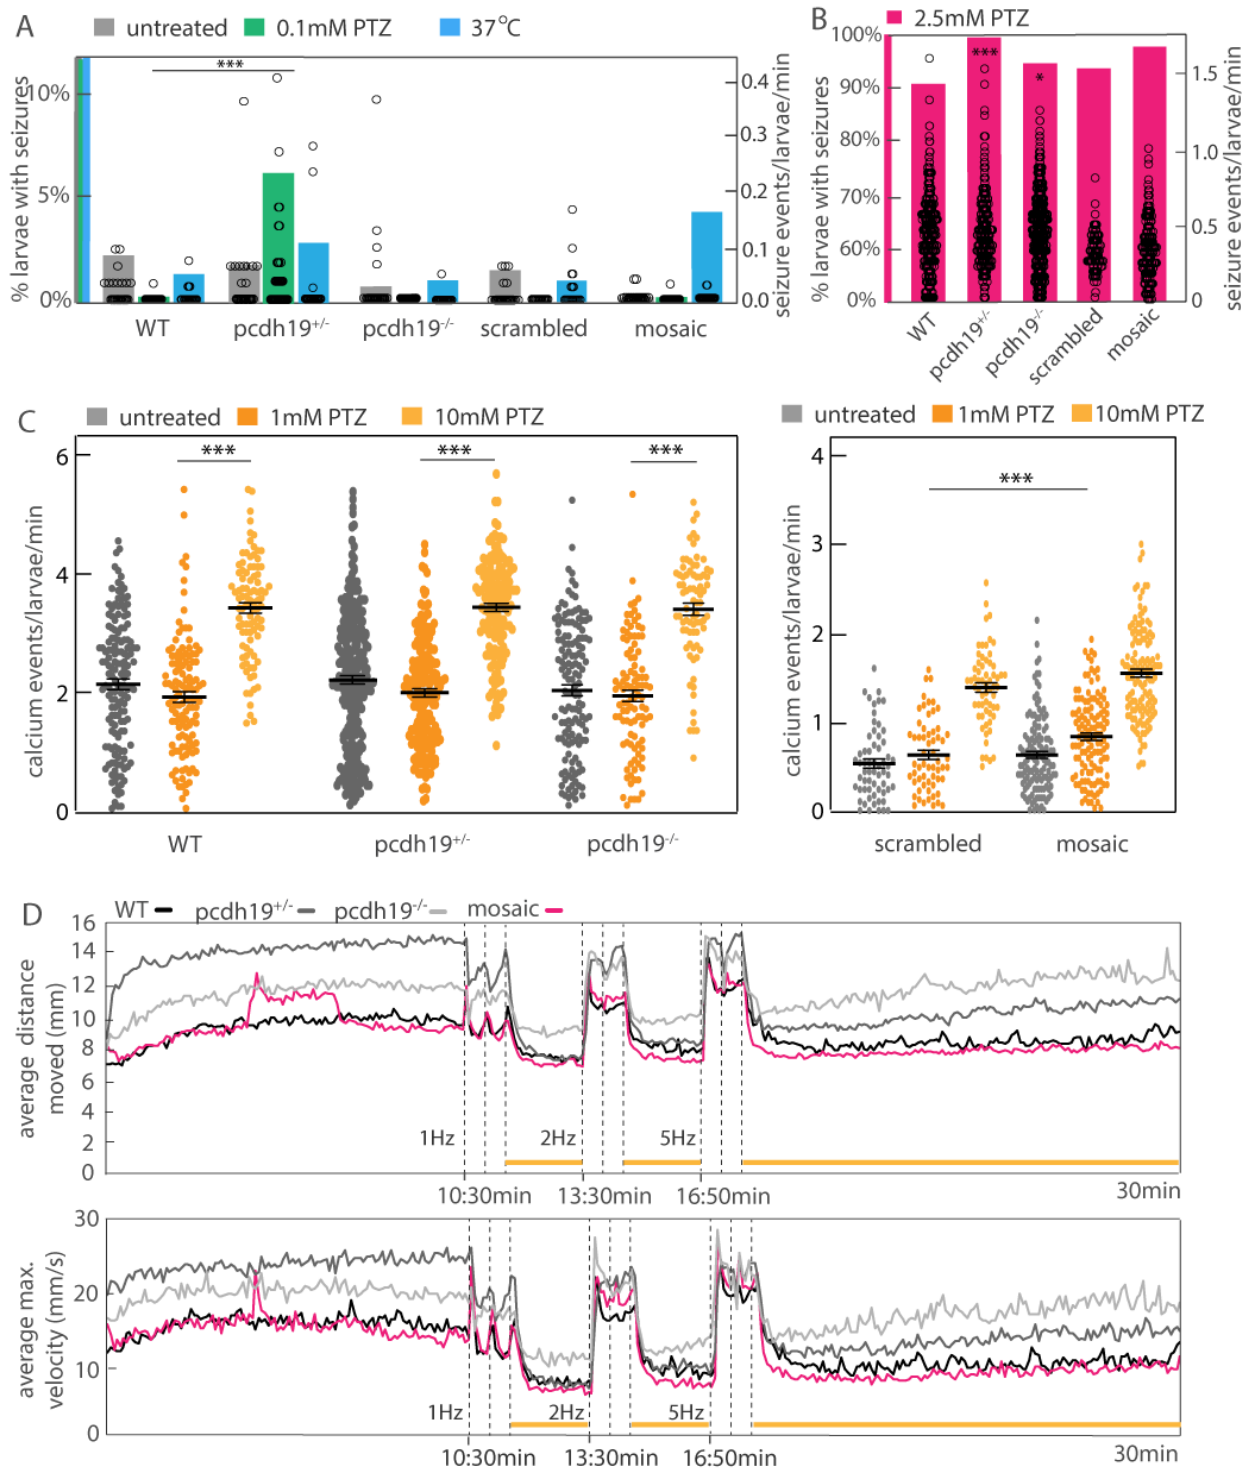 A
untreated 0.1mM PTZ 37°C
% larvae with seizures
10%
5%
0%
***
0.4
0.3
0.2
0.1
0.0
seizure events/larvae/min
WT pcdh19+/- pcdh19-/- scrambled mosaic
B
2.5mM PTZ
% larvae with seizures
100%
90%
80%
70%
60%
0%
***
*
1.5
1.0
0.5
0
seizure events/larvae/min
WT pcdh19+/- pcdh19-/- scrambled mosaic
C
untreated 1mM PTZ 10mM PTZ
calcium events/larvae/min
6
4
2
0
*** *** ***
WT pcdh19+/- pcdh19-/-
untreated 1mM PTZ 10mM PTZ
calcium events/larvae/min
4
3
2
1
0
***
scrambled mosaic
D
WT pcdh19+/- pcdh19-/- mosaic
average distance
moved (mm)
16
14
12
10
8
6
4
2
0
1Hz 2Hz 5Hz
10:30min 13:30min 16:50min 30min
average max.
velocity (mm/s)
30
20
10
0
1Hz 2Hz 5Hz
10:30min 13:30min 16:50min 30min